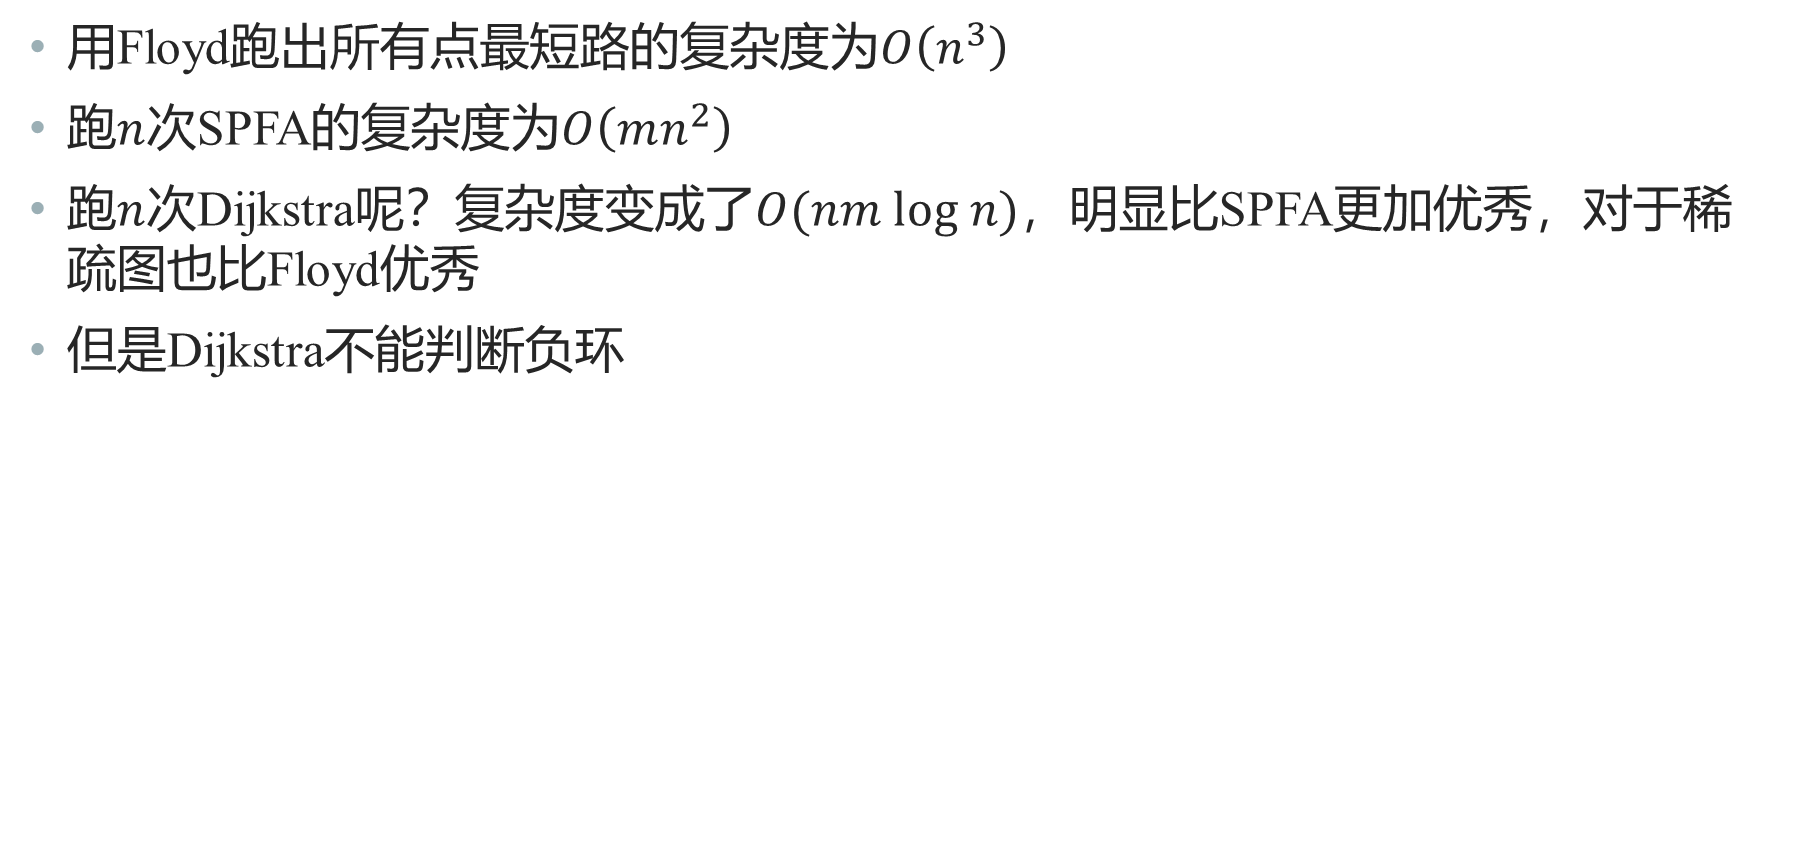 • 用Floyd跑出所有点最短路的复杂度为O(n³)
• 跑n次SPFA的复杂度为O(mn²)
• 跑n次Dijkstra呢？复杂度变成了O(nm log n)，明显比SPFA更加优秀，对于稀
疏图也比Floyd优秀
• 但是Dijkstra不能判断负环